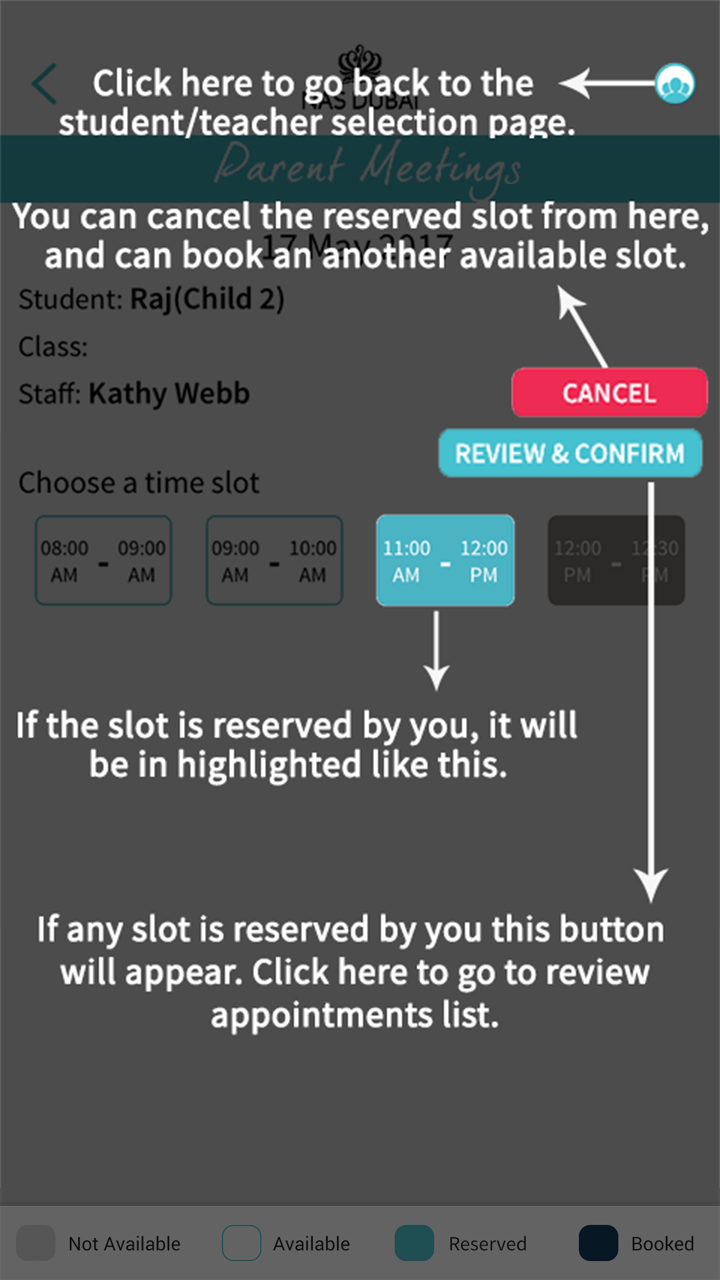 Click here to go back to the
NAS DUBAI
student/teacher selection page.
Parent Meetings
You can cancel the reserved slot from here,
17 May 2017
and can book an another available slot.
Student: Raj(Child 2)
Class:
Staff: Kathy Webb
CANCEL
REVIEW & CONFIRM
Choose a time slot
08:00 AM - 09:00 AM
09:00 AM - 10:00 AM
11:00 AM - 12:00 PM
12:00 PM - 12:30 PM
If the slot is reserved by you, it will
be in highlighted like this.
If any slot is reserved by you this button
will appear. Click here to go to review
appointments list.
Not Available
Available
Reserved
Booked